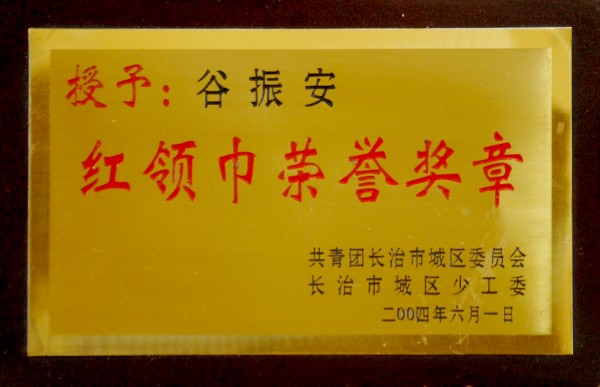 授予：谷振安
红领巾荣誉奖章
共青团长治市城区委员会
长治市城区少工委
二00四年六月一日